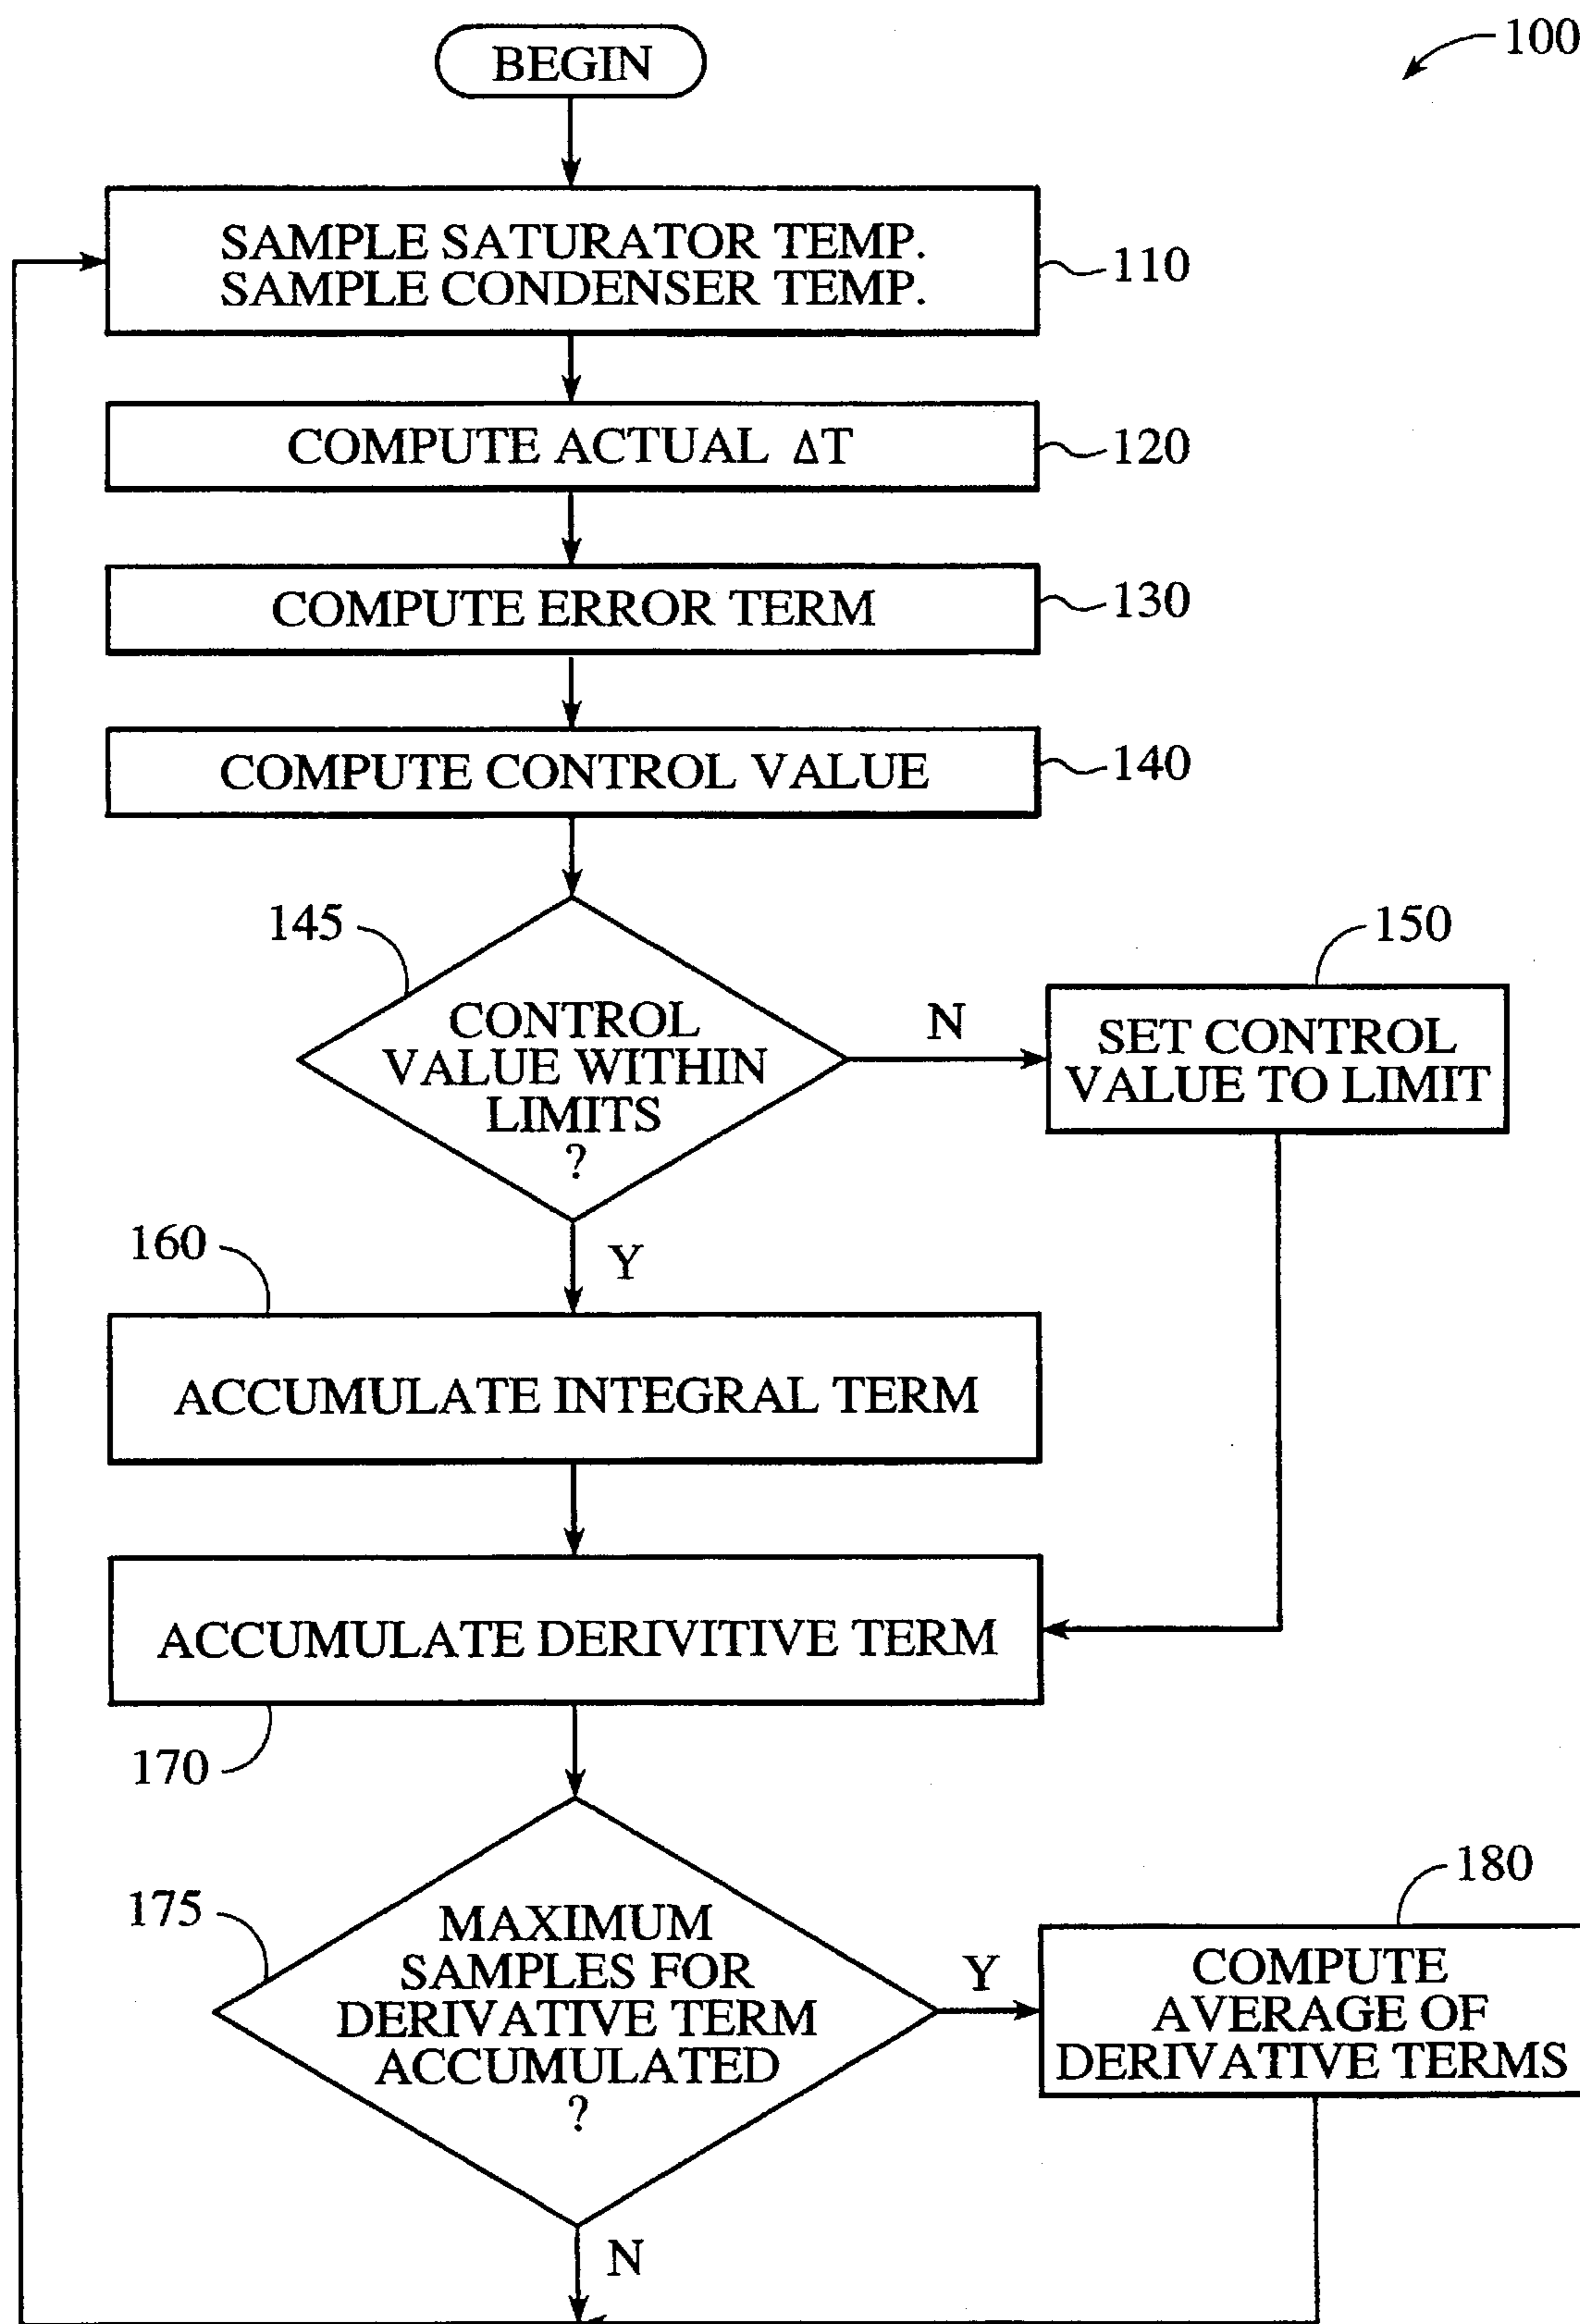 100
BEGIN
SAMPLE SATURATOR TEMP.
SAMPLE CONDENSER TEMP.
110
COMPUTE ACTUAL ΔT
120
COMPUTE ERROR TERM
130
COMPUTE CONTROL VALUE
140
145
CONTROL
VALUE WITHIN
LIMITS
?
N
150
SET CONTROL
VALUE TO LIMIT
Y
160
ACCUMULATE INTEGRAL TERM
ACCUMULATE DERIVITIVE TERM
170
175
MAXIMUM
SAMPLES FOR
DERIVATIVE TERM
ACCUMULATED
?
Y
180
COMPUTE
AVERAGE OF
DERIVATIVE TERMS
N